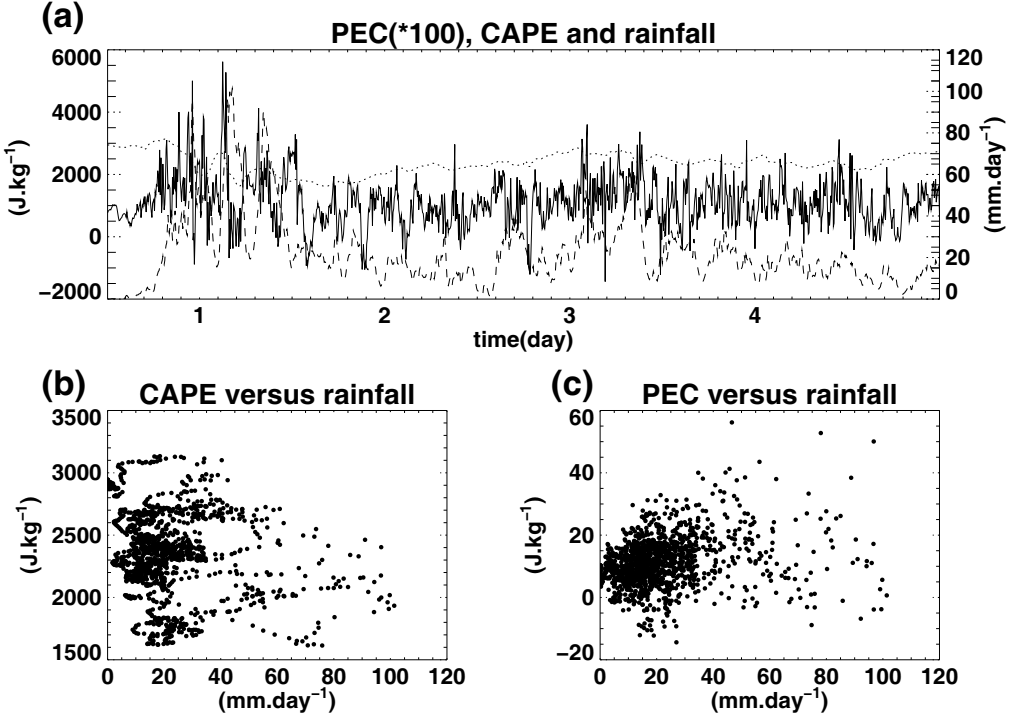 (a)
PEC(*100), CAPE and rainfall
6000
4000
2000
0
−2000
(J.kg⁻¹)
120
100
80
60
40
20
0
(mm.day⁻¹)
1 2 3 4
time(day)
(b)
CAPE versus rainfall
3500
3000
2500
2000
1500
(J.kg⁻¹)
0 20 40 60 80 100 120
(mm.day⁻¹)
(c)
PEC versus rainfall
60
40
20
0
−20
(J.kg⁻¹)
0 20 40 60 80 100 120
(mm.day⁻¹)